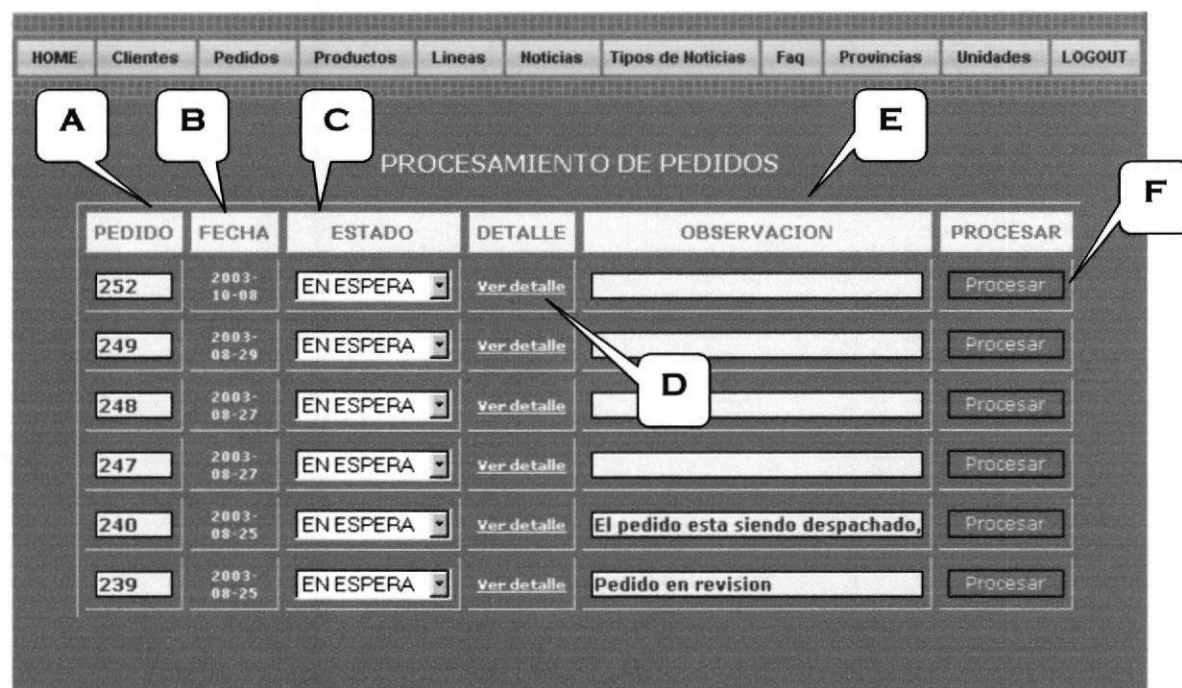 HOME Clientes Pedidos Productos Lineas Noticias Tipos de Noticias Faq Provincias Unidades LOGOUT
A B C E
PROCESAMIENTO DE PEDIDOS
F
PEDIDO FECHA ESTADO DETALLE OBSERVACION PROCESAR
252 2003-10-08 EN ESPERA Ver detalle Procesar
249 2003-08-29 EN ESPERA Ver detalle Procesar
D
248 2003-08-27 EN ESPERA Ver detalle Procesar
247 2003-08-27 EN ESPERA Ver detalle Procesar
240 2003-08-25 EN ESPERA Ver detalle El pedido esta siendo despachado, Procesar
239 2003-08-25 EN ESPERA Ver detalle Pedido en revision Procesar